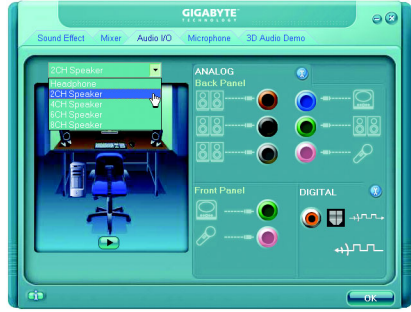 GIGABYTE
TECHNOLOGY
Sound Effect Mixer Audio I/O Microphone 3D Audio Demo
2CH Speaker
Headphone
2CH Speaker
4CH Speaker
6CH Speaker
8CH Speaker
ANALOG
Back Panel
Front Panel
DIGITAL
OK